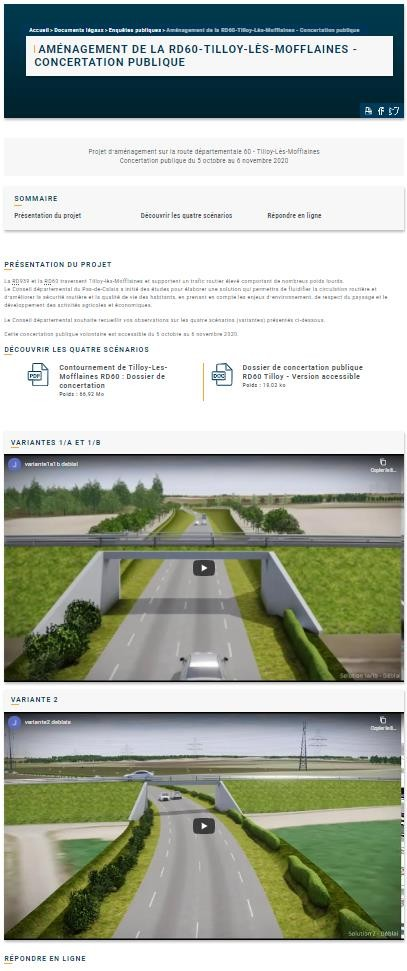 Accueil > Documents légaux > Enquêtes publiques > Aménagement de la RD60-Tilloy-Lès-Mofflaines - Concertation publique
AMÉNAGEMENT DE LA RD60-TILLOY-LÈS-MOFFLAINES -
CONCERTATION PUBLIQUE
Projet d'aménagement sur la route départementale 60 - Tilloy-Lès-Mofflaines
Concertation publique du 5 octobre au 6 novembre 2020
SOMMAIRE
Présentation du projet
Découvrir les quatre scénarios
Répondre en ligne
PRÉSENTATION DU PROJET
La RD939 et la RD60 traversent Tilloy-lès-Mofflaines et supportent un trafic routier élevé comportant de nombreux poids lourds.
Le Conseil départemental du Pas-de-Calais a initié des études pour élaborer une solution qui permettra de fluidifier la circulation routière et
d'améliorer la sécurité routière et la qualité de vie des habitants, en prenant en compte les enjeux d'environnement, de respect du paysage et le
développement des activités agricoles et économiques.
Le Conseil départemental souhaite recueillir vos observations sur les quatre scénarios (variantes) présentés ci-dessous.
Cette concertation publique volontaire est accessible du 5 octobre au 6 novembre 2020.
DÉCOUVRIR LES QUATRE SCÉNARIOS
PDF
Contournement de Tilloy-Les-
Mofflaines RD60 : Dossier de
concertation
Poids : 66,92 Mo
DOC
Dossier de concertation publique
RD60 Tilloy - Version accessible
Poids : 19.02 ko
VARIANTES 1/A ET 1/B
J
variante1a1b deblai
Copier le li...
Solution 1a/1b - Déblai
VARIANTE 2
J
variante2 deblais
Copier le li...
Solution 2 - Déblai
RÉPONDRE EN LIGNE